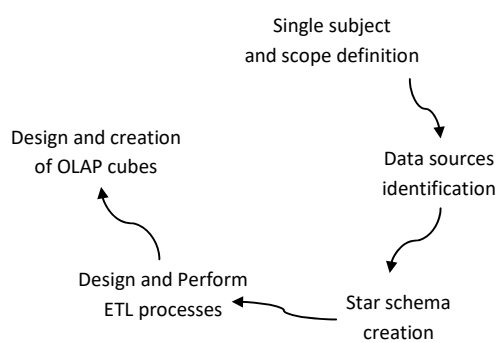 Single subject
and scope definition
Data sources
identification
Star schema
creation
Design and Perform
ETL processes
Design and creation
of OLAP cubes